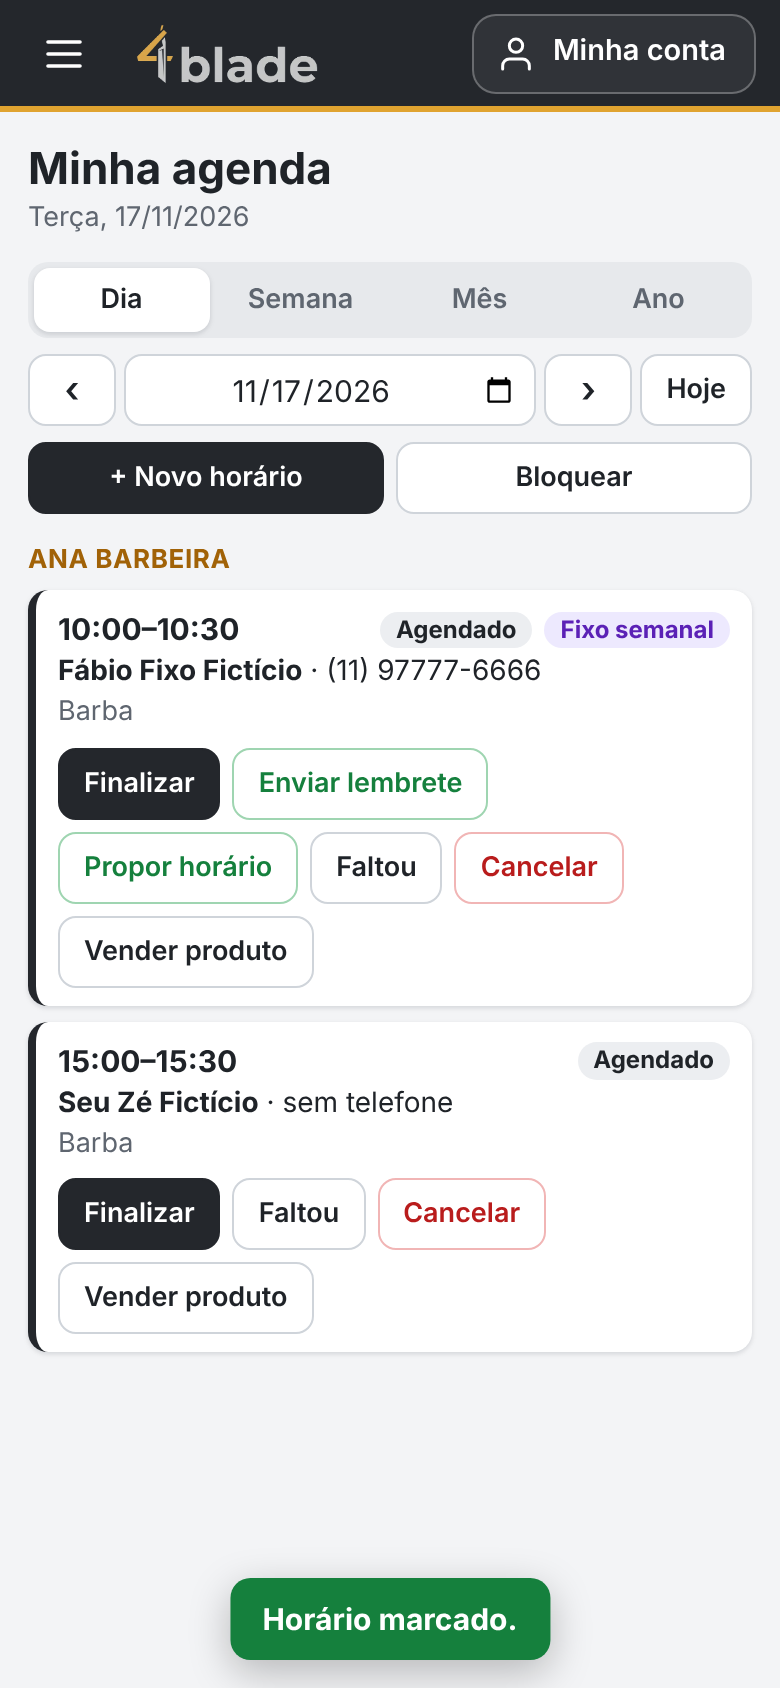 4blade
Minha conta
Minha agenda
Terça, 17/11/2026
Dia Semana Mês Ano
‹ 11/17/2026 › Hoje
+ Novo horário Bloquear
ANA BARBEIRA
10:00–10:30 Agendado Fixo semanal
Fábio Fixo Fictício · (11) 97777-6666
Barba
Finalizar Enviar lembrete
Propor horário Faltou Cancelar
Vender produto
15:00–15:30 Agendado
Seu Zé Fictício · sem telefone
Barba
Finalizar Faltou Cancelar
Vender produto
Horário marcado.